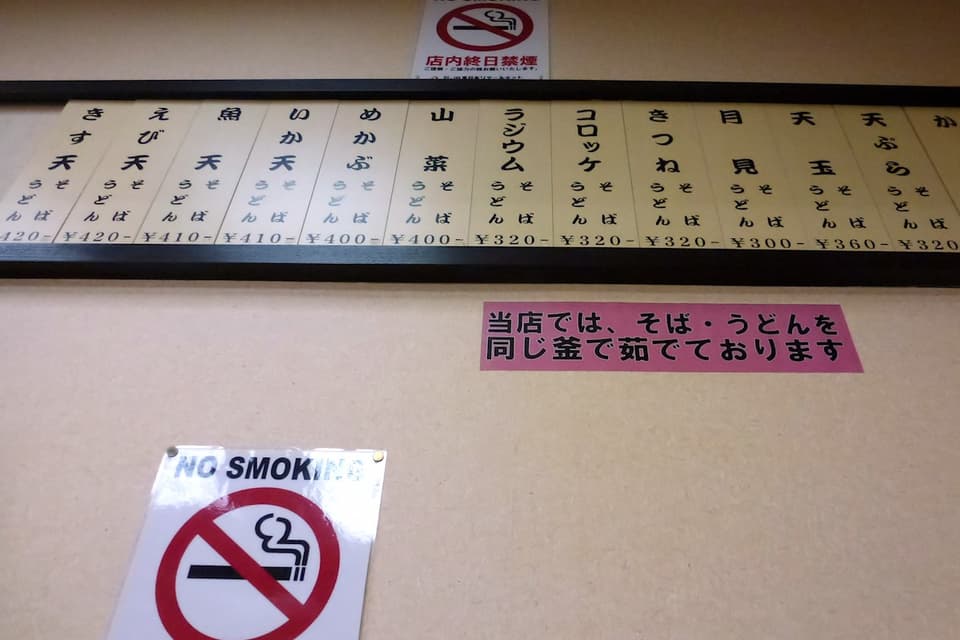 NO SMOKING
店内終日禁煙
か
天ぷら
うどん
そば
¥320
天玉
うどん
そば
¥360-
月見
うどん
そば
¥300-
きつね
うどん
そば
¥320-
コロッケ
うどん
そば
¥320-
ラジウム
うどん
そば
¥320-
山菜
うどん
そば
¥400-
めかぶ
うどん
そば
¥400-
いか天
うどん
そば
¥410-
魚天
うどん
そば
¥410-
えび天
うどん
そば
¥420-
きす天
うどん
そば
420-
当店では、そば・うどんを
同じ釜で茹でております
NO SMOKING